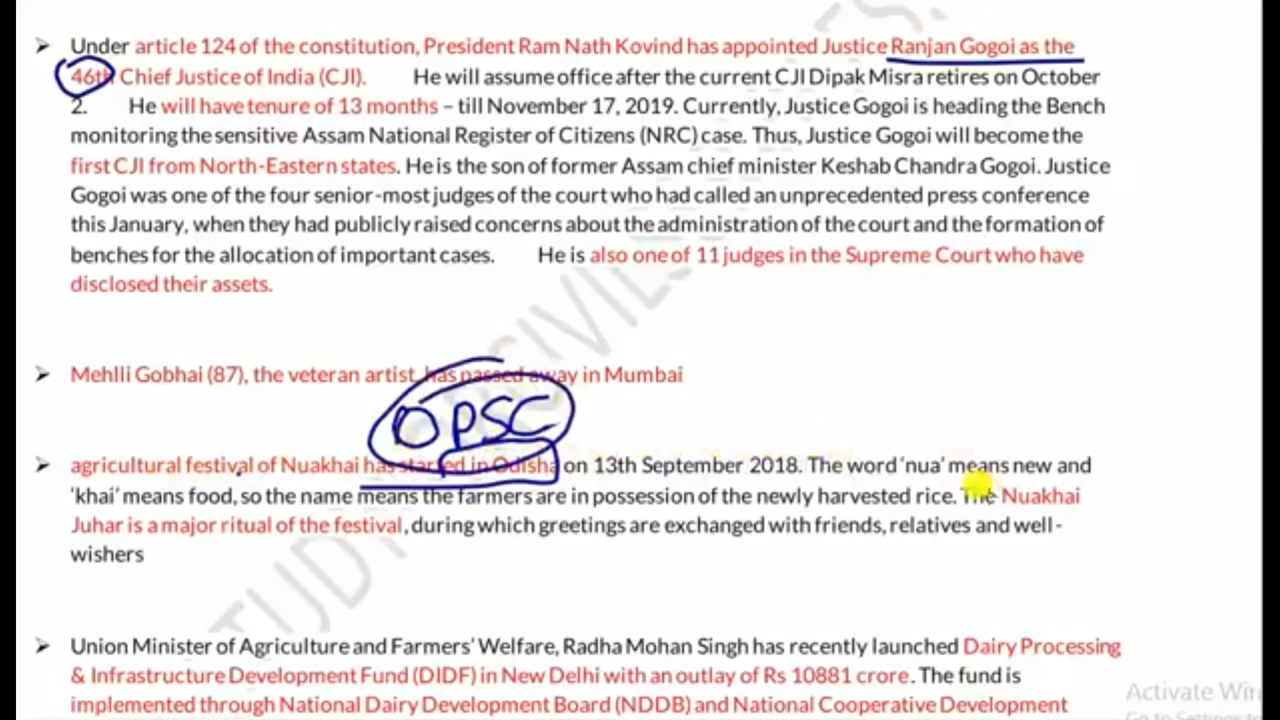 ➢ Under article 124 of the constitution, President Ram Nath Kovind has appointed Justice Ranjan Gogoi as the
46th Chief Justice of India (CJI). He will assume office after the current CJI Dipak Misra retires on October
2. He will have tenure of 13 months – till November 17, 2019. Currently, Justice Gogoi is heading the Bench
monitoring the sensitive Assam National Register of Citizens (NRC) case. Thus, Justice Gogoi will become the
first CJI from North-Eastern states. He is the son of former Assam chief minister Keshab Chandra Gogoi. Justice
Gogoi was one of the four senior-most judges of the court who had called an unprecedented press conference
this January, when they had publicly raised concerns about the administration of the court and the formation of
benches for the allocation of important cases. He is also one of 11 judges in the Supreme Court who have
disclosed their assets.
➢ Mehlli Gobhai (87), the veteran artist, has passed away in Mumbai
OPSC
➢ agricultural festival of Nuakhai has started in Odisha on 13th September 2018. The word 'nua' means new and
'khai' means food, so the name means the farmers are in possession of the newly harvested rice. The Nuakhai
Juhar is a major ritual of the festival, during which greetings are exchanged with friends, relatives and well-
wishers
➢ Union Minister of Agriculture and Farmers' Welfare, Radha Mohan Singh has recently launched Dairy Processing
& Infrastructure Development Fund (DIDF) in New Delhi with an outlay of Rs 10881 crore. The fund is
implemented through National Dairy Development Board (NDDB) and National Cooperative Development
Activate Win